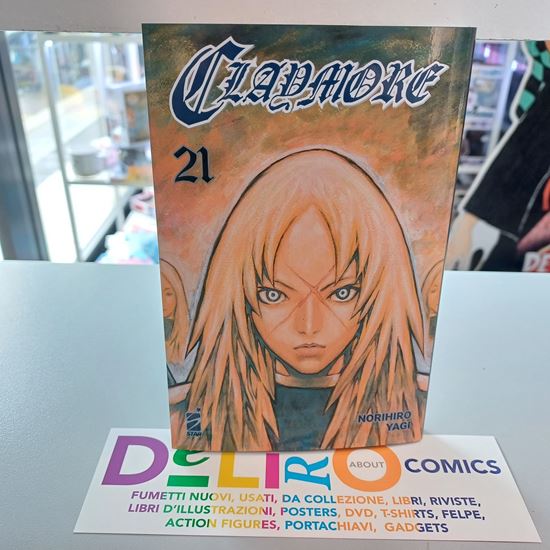 CLAYMORE
21
NORIHIRO
YAGI
STAR
DeLiRO ABOUT COMICS
FUMETTI NUOVI, USATI, DA COLLEZIONE, LIBRI, RIVISTE,
LIBRI D'ILLUSTRAZIONI, POSTERS, DVD, T-SHIRTS, FELPE,
ACTION FIGURES, PORTACHIAVI, GADGETS